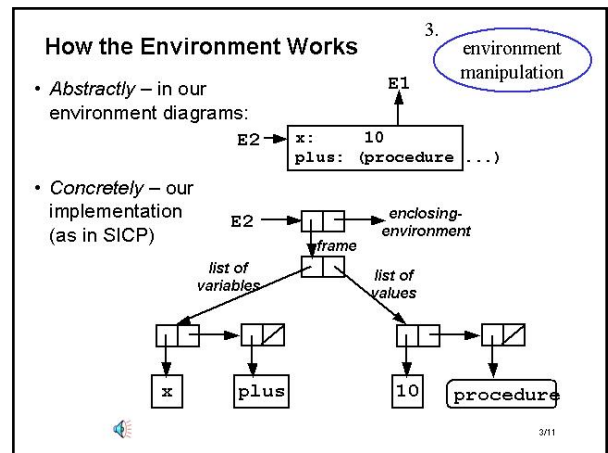 How the Environment Works
3.
environment
manipulation
• Abstractly – in our
environment diagrams:
E1
E2
x: 10
plus: (procedure ...)
• Concretely – our
implementation
(as in SICP)
E2
enclosing-
environment
frame
list of
variables
list of
values
x
plus
10
procedure
3/11